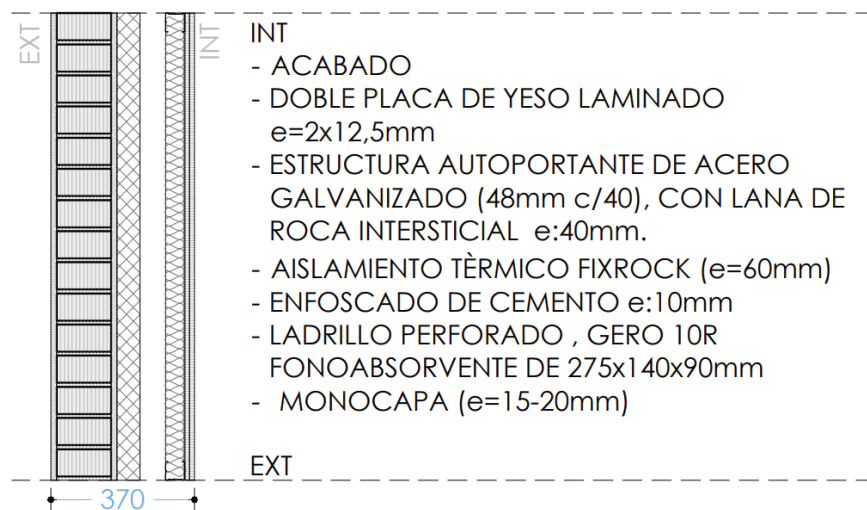 EXT
INT
INT
- ACABADO
- DOBLE PLACA DE YESO LAMINADO
e=2x12,5mm
- ESTRUCTURA AUTOPORTANTE DE ACERO
GALVANIZADO (48mm c/40), CON LANA DE
ROCA INTERSTICIAL e:40mm.
- AISLAMIENTO TÈRMICO FIXROCK (e=60mm)
- ENFOSCADO DE CEMENTO e:10mm
- LADRILLO PERFORADO , GERO 10R
FONOABSORVENTE DE 275x140x90mm
- MONOCAPA (e=15-20mm)
EXT
370